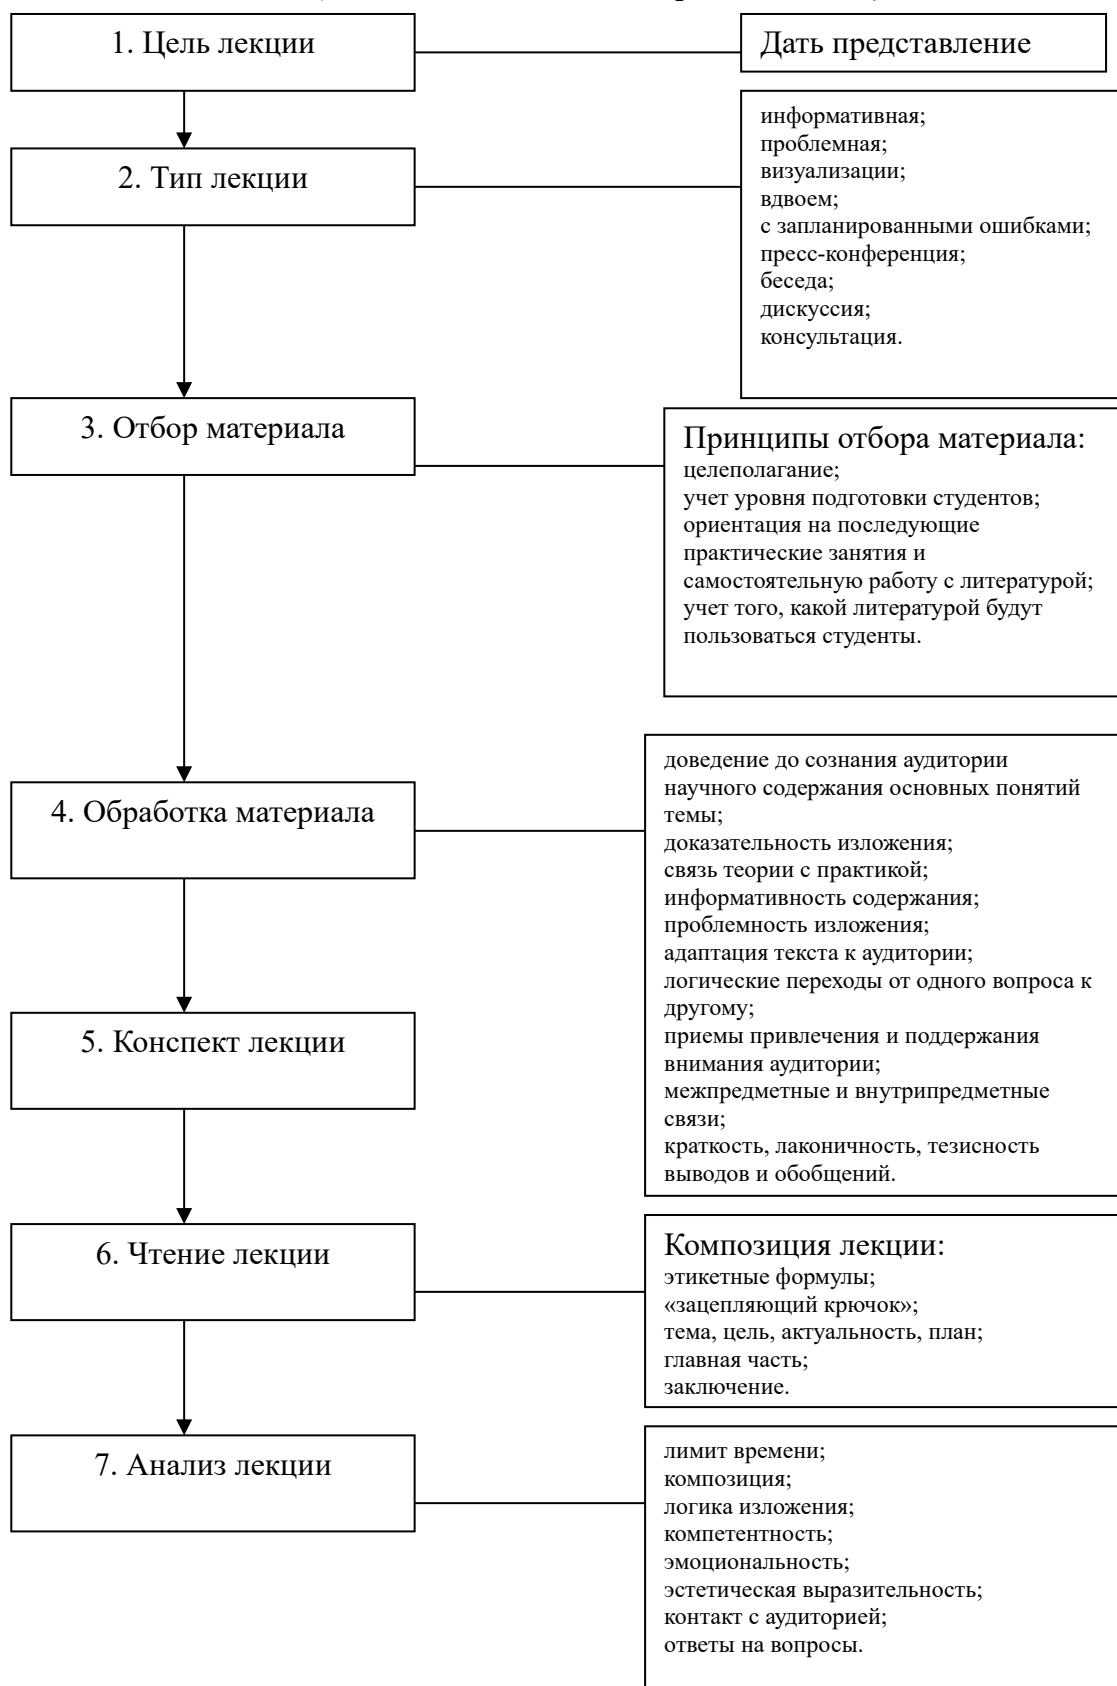 1. Цель лекции
Дать представление
2. Тип лекции
информативная;
проблемная;
визуализации;
вдвоем;
с запланированными ошибками;
пресс-конференция;
беседа;
дискуссия;
консультация.
3. Отбор материала
Принципы отбора материала:
целеполагание;
учет уровня подготовки студентов;
ориентация на последующие
практические занятия и
самостоятельную работу с литературой;
учет того, какой литературой будут
пользоваться студенты.
4. Обработка материала
доведение до сознания аудитории
научного содержания основных понятий
темы;
доказательность изложения;
связь теории с практикой;
информативность содержания;
проблемность изложения;
адаптация текста к аудитории;
логические переходы от одного вопроса к
другому;
приемы привлечения и поддержания
внимания аудитории;
межпредметные и внутрипредметные
связи;
краткость, лаконичность, тезисность
выводов и обобщений.
5. Конспект лекции
6. Чтение лекции
Композиция лекции:
этикетные формулы;
«зацепляющий крючок»;
тема, цель, актуальность, план;
главная часть;
заключение.
7. Анализ лекции
лимит времени;
композиция;
логика изложения;
компетентность;
эмоциональность;
эстетическая выразительность;
контакт с аудиторией;
ответы на вопросы.